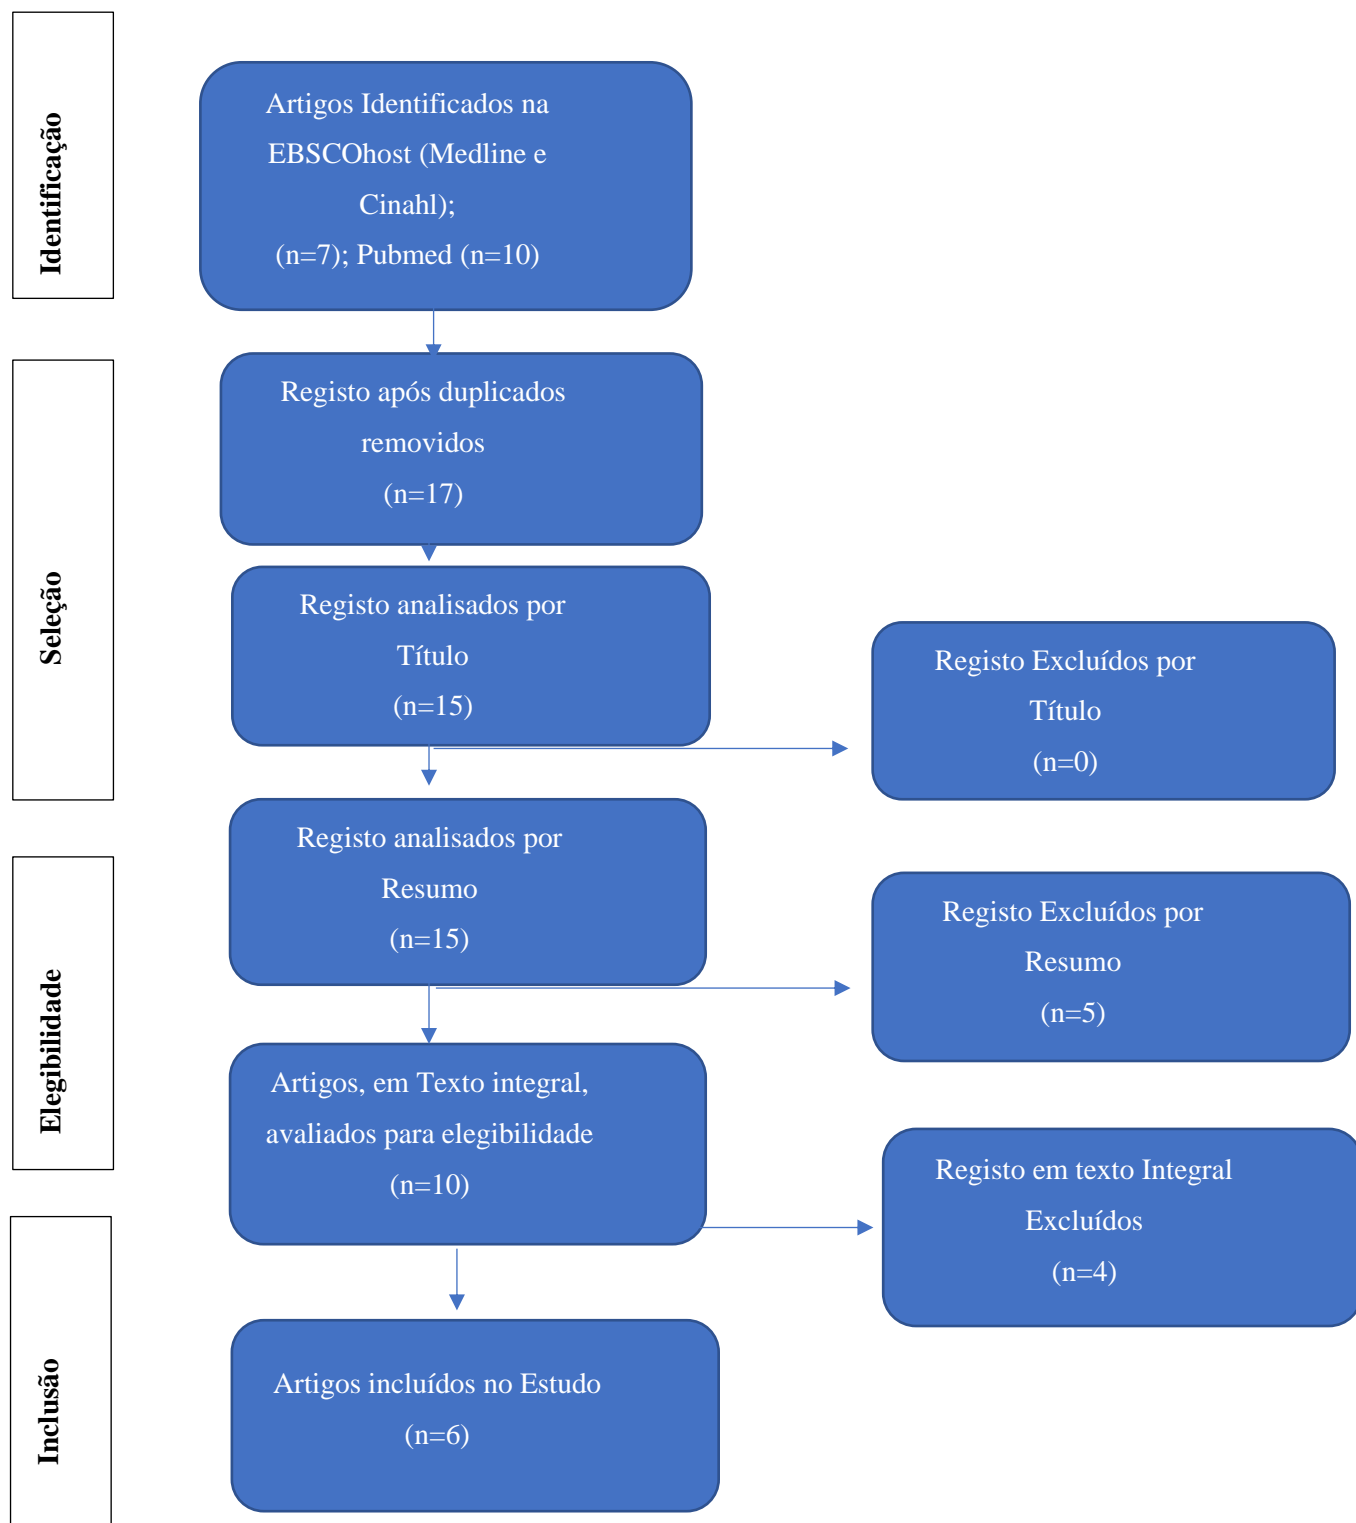 Identificação
Artigos Identificados na
EBSCOhost (Medline e
Cinahl);
(n=7); Pubmed (n=10)
Seleção
Registo após duplicados
removidos
(n=17)
Registo analisados por
Título
(n=15)
Registo Excluídos por
Título
(n=0)
Registo analisados por
Resumo
(n=15)
Elegibilidade
Registo Excluídos por
Resumo
(n=5)
Artigos, em Texto integral,
avaliados para elegibilidade
(n=10)
Registo em texto Integral
Excluídos
(n=4)
Inclusão
Artigos incluídos no Estudo
(n=6)